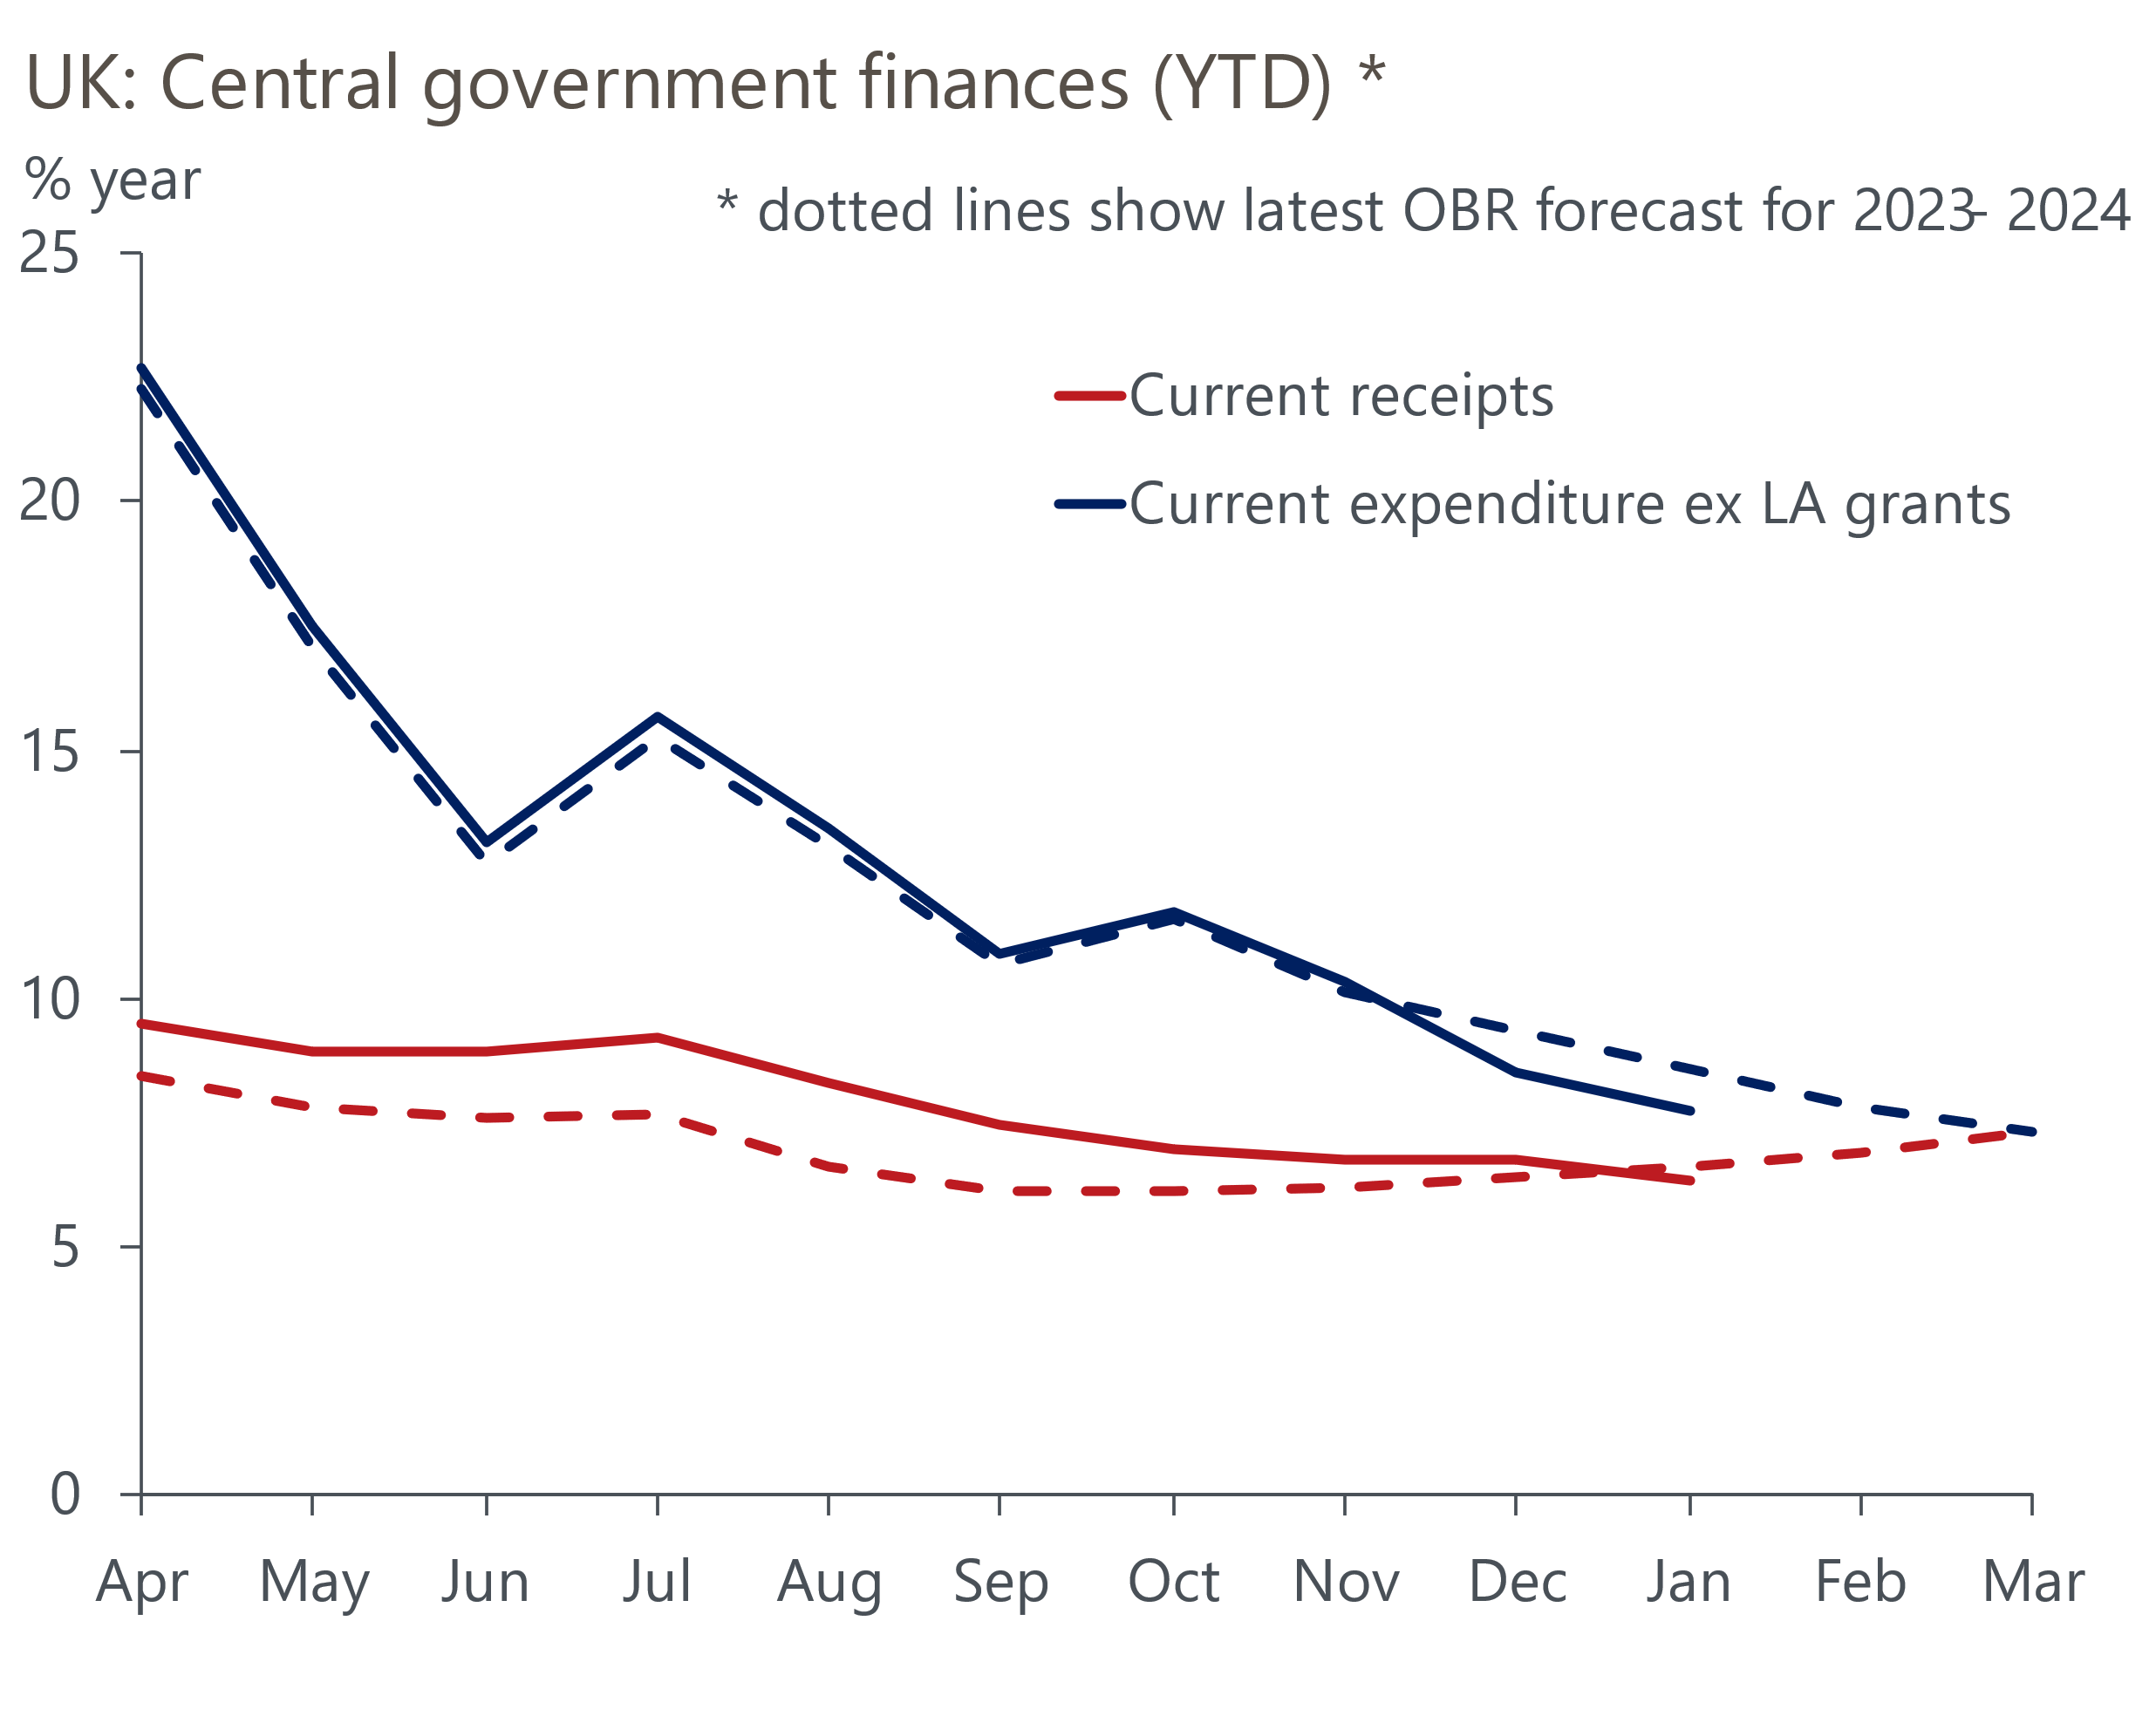 UK: Central government finances (YTD) *
% year
* dotted lines show latest OBR forecast for 2023- 2024
25
Current receipts
20
Current expenditure ex LA grants
15
10
5
0
Apr May Jun Jul Aug Sep Oct Nov Dec Jan Feb Mar